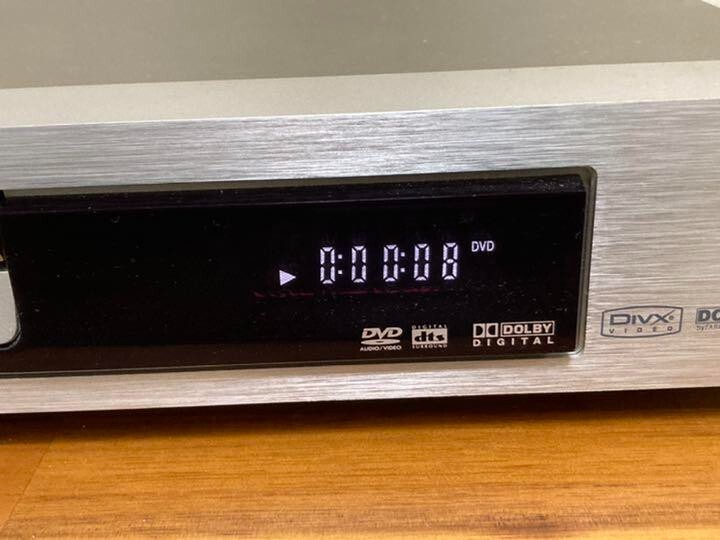 0:00:08 DVD
DVD
AUDIO/VIDEO
DIGITAL
dts
SURROUND
DOLBY
DIGITAL
DIVX
VIDEO